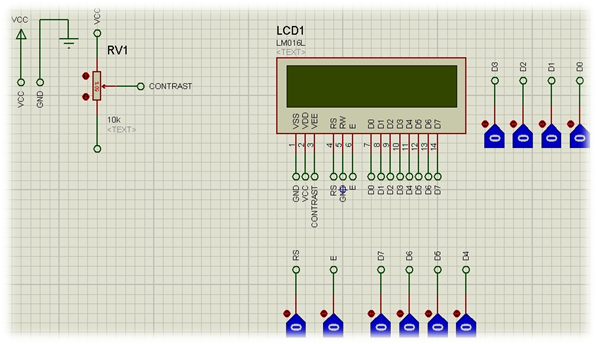 VCC
VCC
GND
VCC
RV1
50%
CONTRAST
10k
<TEXT>
LCD1
LM016L
<TEXT>
VSS VDD VEE RS RW E D0 D1 D2 D3 D4 D5 D6 D7
1 2 3 4 5 6 7 8 9 10 11 12 13 14
GND VCC CONTRAST RS GND E D0 D1 D2 D3 D4 D5 D6 D7
D3 D2 D1 D0
0 0 0 0
RS E D7 D6 D5 D4
0 0 0 0 0 0